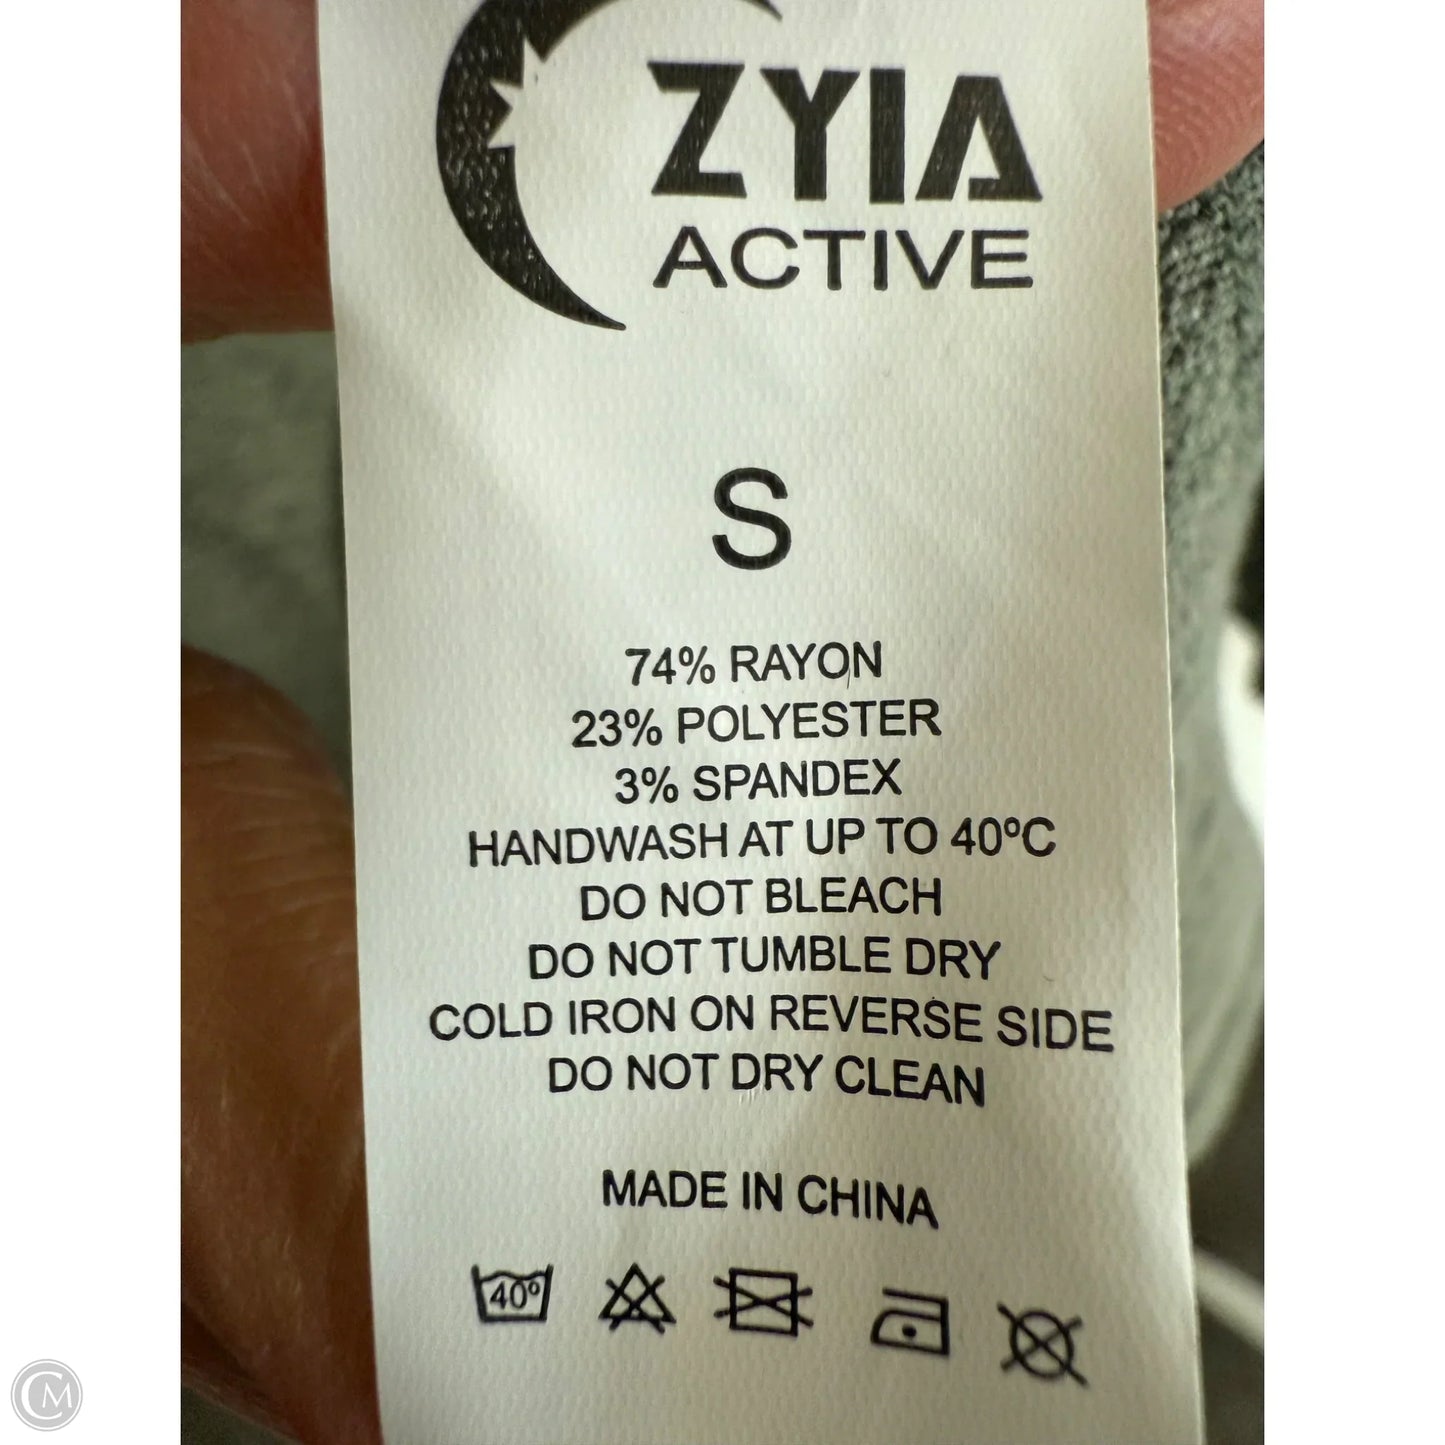 ZYIA
ACTIVE
S
74% RAYON
23% POLYESTER
3% SPANDEX
HANDWASH AT UP TO 40ºC
DO NOT BLEACH
DO NOT TUMBLE DRY
COLD IRON ON REVERSE SIDE
DO NOT DRY CLEAN
MADE IN CHINA
40º
CM